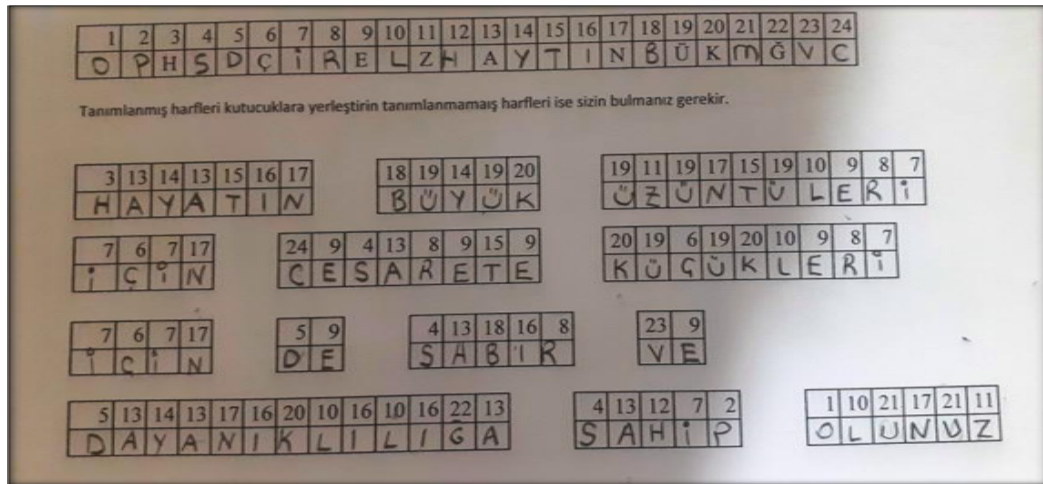 1 2 3 4 5 6 7 8 9 10 11 12 13 14 15 16 17 18 19 20 21 22 23 24
O P H S D Ç İ R E L Z H A Y T I N B Ü K M Ğ V C
Tanımlanmış harfleri kutucuklara yerleştirin tanımlanmamaış harfleri ise sizin bulmanız gerekir.
3 13 14 13 15 16 17 18 19 14 19 20 19 11 19 17 15 19 10 9 8 7
H A Y A T I N B Ü Y Ü K Ü Z Ü N T Ü L E R İ
7 6 7 17 24 9 4 13 8 9 15 9 20 19 6 19 20 10 9 8 7
İ Ç İ N C E S A R E T E K Ü Ç Ü K L E R İ
7 6 7 17 5 9 4 13 18 16 8 23 9
İ Ç İ N D E S A B I R V E
5 13 14 13 17 16 20 10 16 10 16 22 13 4 13 12 7 2 1 10 21 17 21 11
D A Y A N I K L I L I Ğ A S A H İ P O L U N U Z